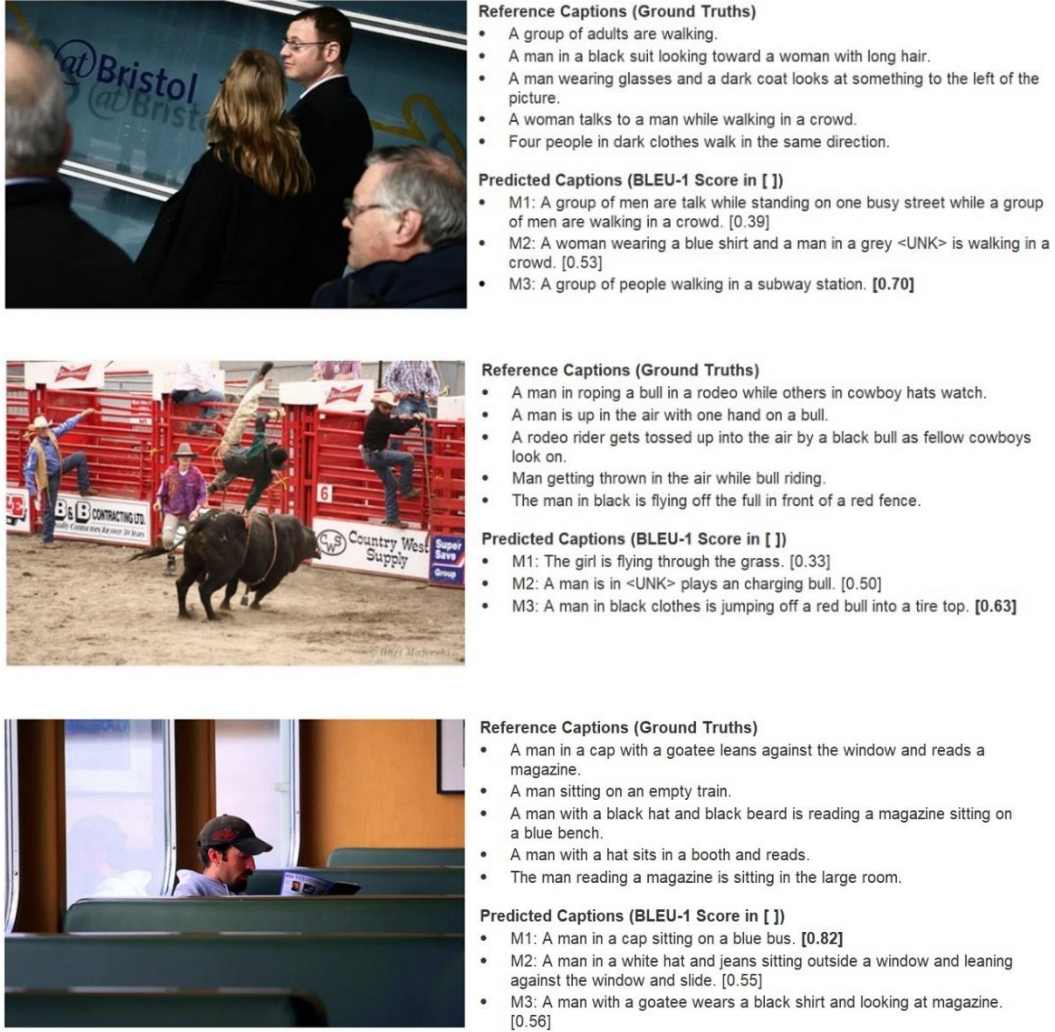 @Bristol
@Brist
Reference Captions (Ground Truths)
• A group of adults are walking.
• A man in a black suit looking toward a woman with long hair.
• A man wearing glasses and a dark coat looks at something to the left of the
picture.
• A woman talks to a man while walking in a crowd.
• Four people in dark clothes walk in the same direction.
Predicted Captions (BLEU-1 Score in [ ])
• M1: A group of men are talk while standing on one busy street while a group
of men are walking in a crowd. [0.39]
• M2: A woman wearing a blue shirt and a man in a grey <UNK> is walking in a
crowd. [0.53]
• M3: A group of people walking in a subway station. [0.70]
6
B&B CONTRACTING LTD.
CWS Country West
Supply
Super
Save
Group
Reference Captions (Ground Truths)
• A man in roping a bull in a rodeo while others in cowboy hats watch.
• A man is up in the air with one hand on a bull.
• A rodeo rider gets tossed up into the air by a black bull as fellow cowboys
look on.
• Man getting thrown in the air while bull riding.
• The man in black is flying off the full in front of a red fence.
Predicted Captions (BLEU-1 Score in [ ])
• M1: The girl is flying through the grass. [0.33]
• M2: A man is in <UNK> plays an charging bull. [0.50]
• M3: A man in black clothes is jumping off a red bull into a tire top. [0.63]
Reference Captions (Ground Truths)
• A man in a cap with a goatee leans against the window and reads a
magazine.
• A man sitting on an empty train.
• A man with a black hat and black beard is reading a magazine sitting on
a blue bench.
• A man with a hat sits in a booth and reads.
• The man reading a magazine is sitting in the large room.
Predicted Captions (BLEU-1 Score in [ ])
• M1: A man in a cap sitting on a blue bus. [0.82]
• M2: A man in a white hat and jeans sitting outside a window and leaning
against the window and slide. [0.55]
• M3: A man with a goatee wears a black shirt and looking at magazine.
[0.56]